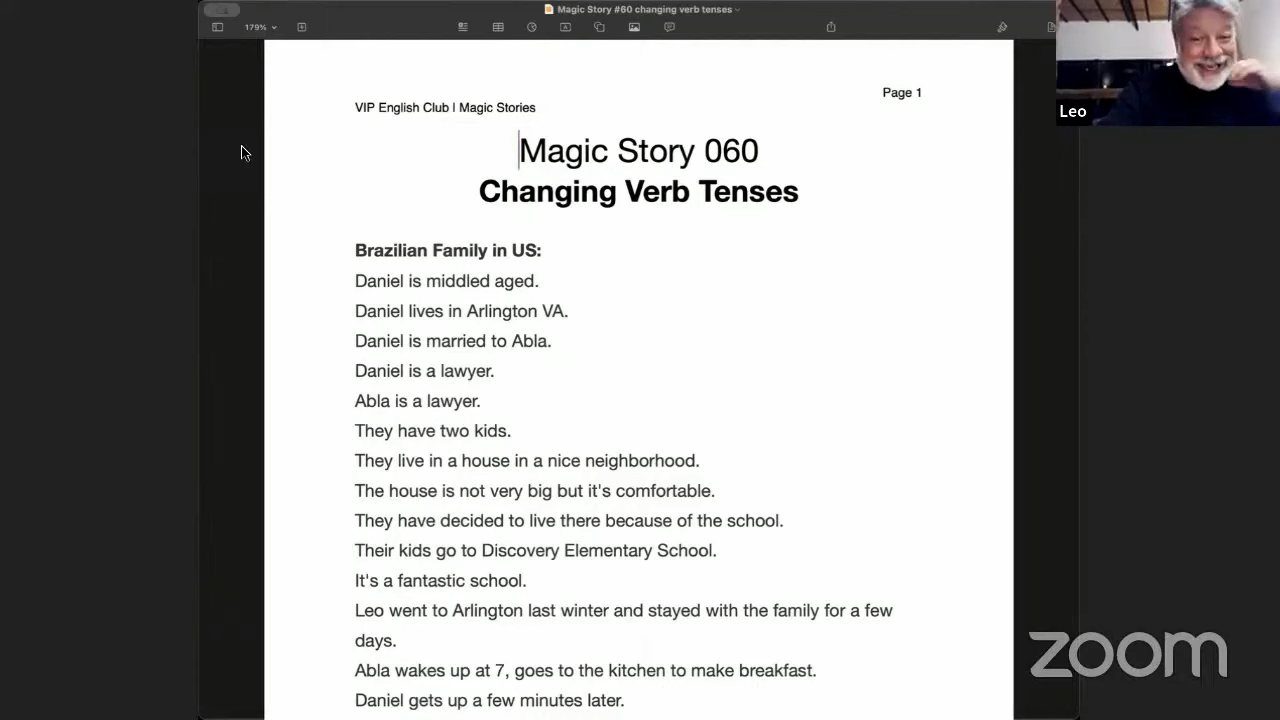 Magic Story #60 changing verb tenses
179%
Page 1
VIP English Club | Magic Stories
Leo
Magic Story 060
Changing Verb Tenses
Brazilian Family in US:
Daniel is middled aged.
Daniel lives in Arlington VA.
Daniel is married to Abla.
Daniel is a lawyer.
Abla is a lawyer.
They have two kids.
They live in a house in a nice neighborhood.
The house is not very big but it's comfortable.
They have decided to live there because of the school.
Their kids go to Discovery Elementary School.
It's a fantastic school.
Leo went to Arlington last winter and stayed with the family for a few
days.
Abla wakes up at 7, goes to the kitchen to make breakfast.
Daniel gets up a few minutes later.
zoom